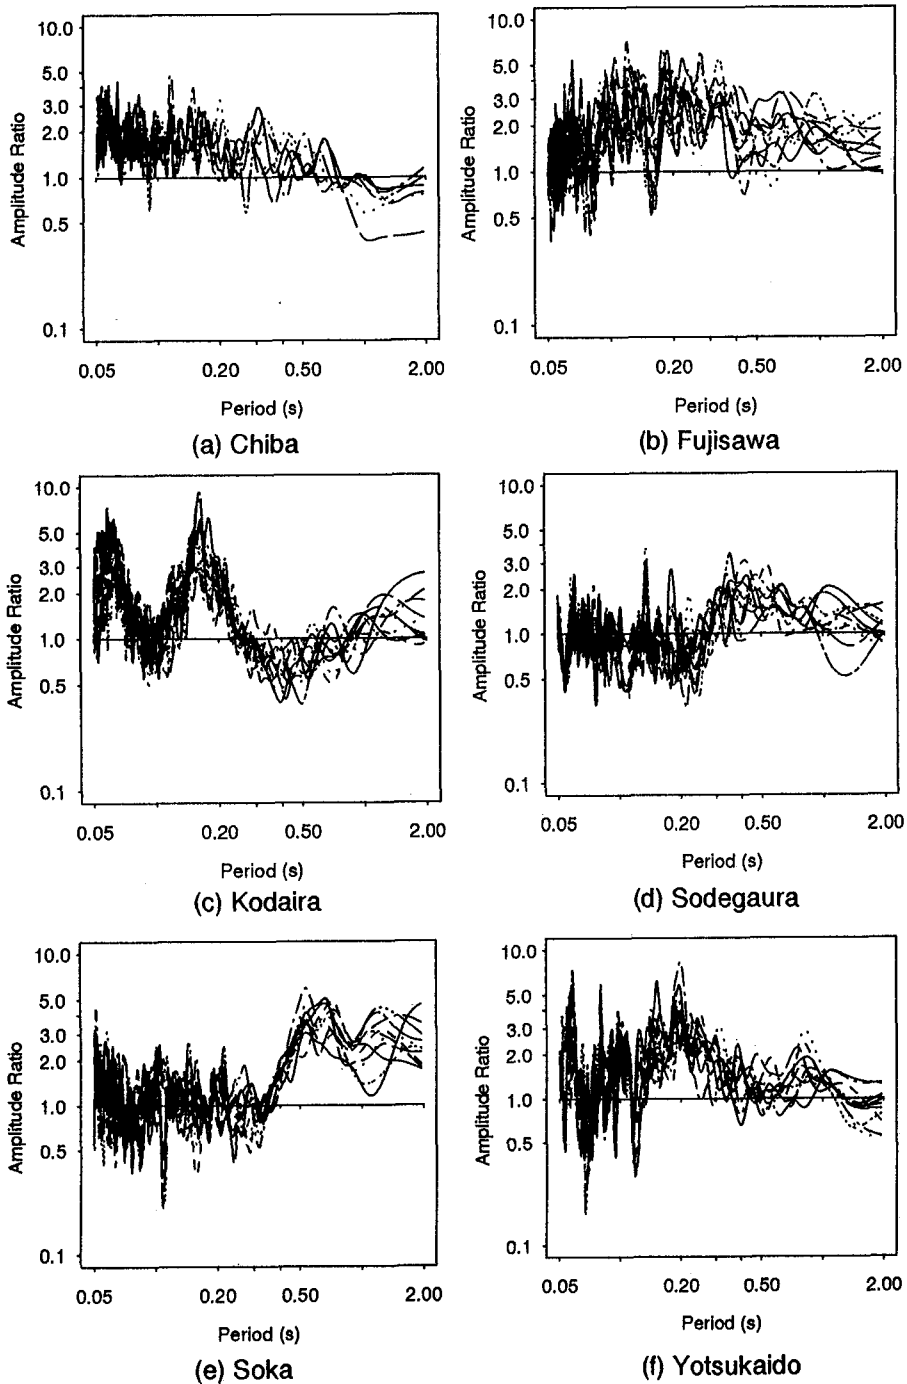 10.0
5.0
3.0
2.0
1.0
0.5
0.1
Amplitude Ratio
0.05 0.20 0.50 2.00
Period (s)
(a) Chiba
10.0
5.0
3.0
2.0
1.0
0.5
0.1
Amplitude Ratio
0.05 0.20 0.50 2.00
Period (s)
(b) Fujisawa
10.0
5.0
3.0
2.0
1.0
0.5
0.1
Amplitude Ratio
0.05 0.20 0.50 2.00
Period (s)
(c) Kodaira
10.0
5.0
3.0
2.0
1.0
0.5
0.1
Amplitude Ratio
0.05 0.20 0.50 2.00
Period (s)
(d) Sodegaura
10.0
5.0
3.0
2.0
1.0
0.5
0.1
Amplitude Ratio
0.05 0.20 0.50 2.00
Period (s)
(e) Soka
10.0
5.0
3.0
2.0
1.0
0.5
0.1
Amplitude Ratio
0.05 0.20 0.50 2.00
Period (s)
(f) Yotsukaido